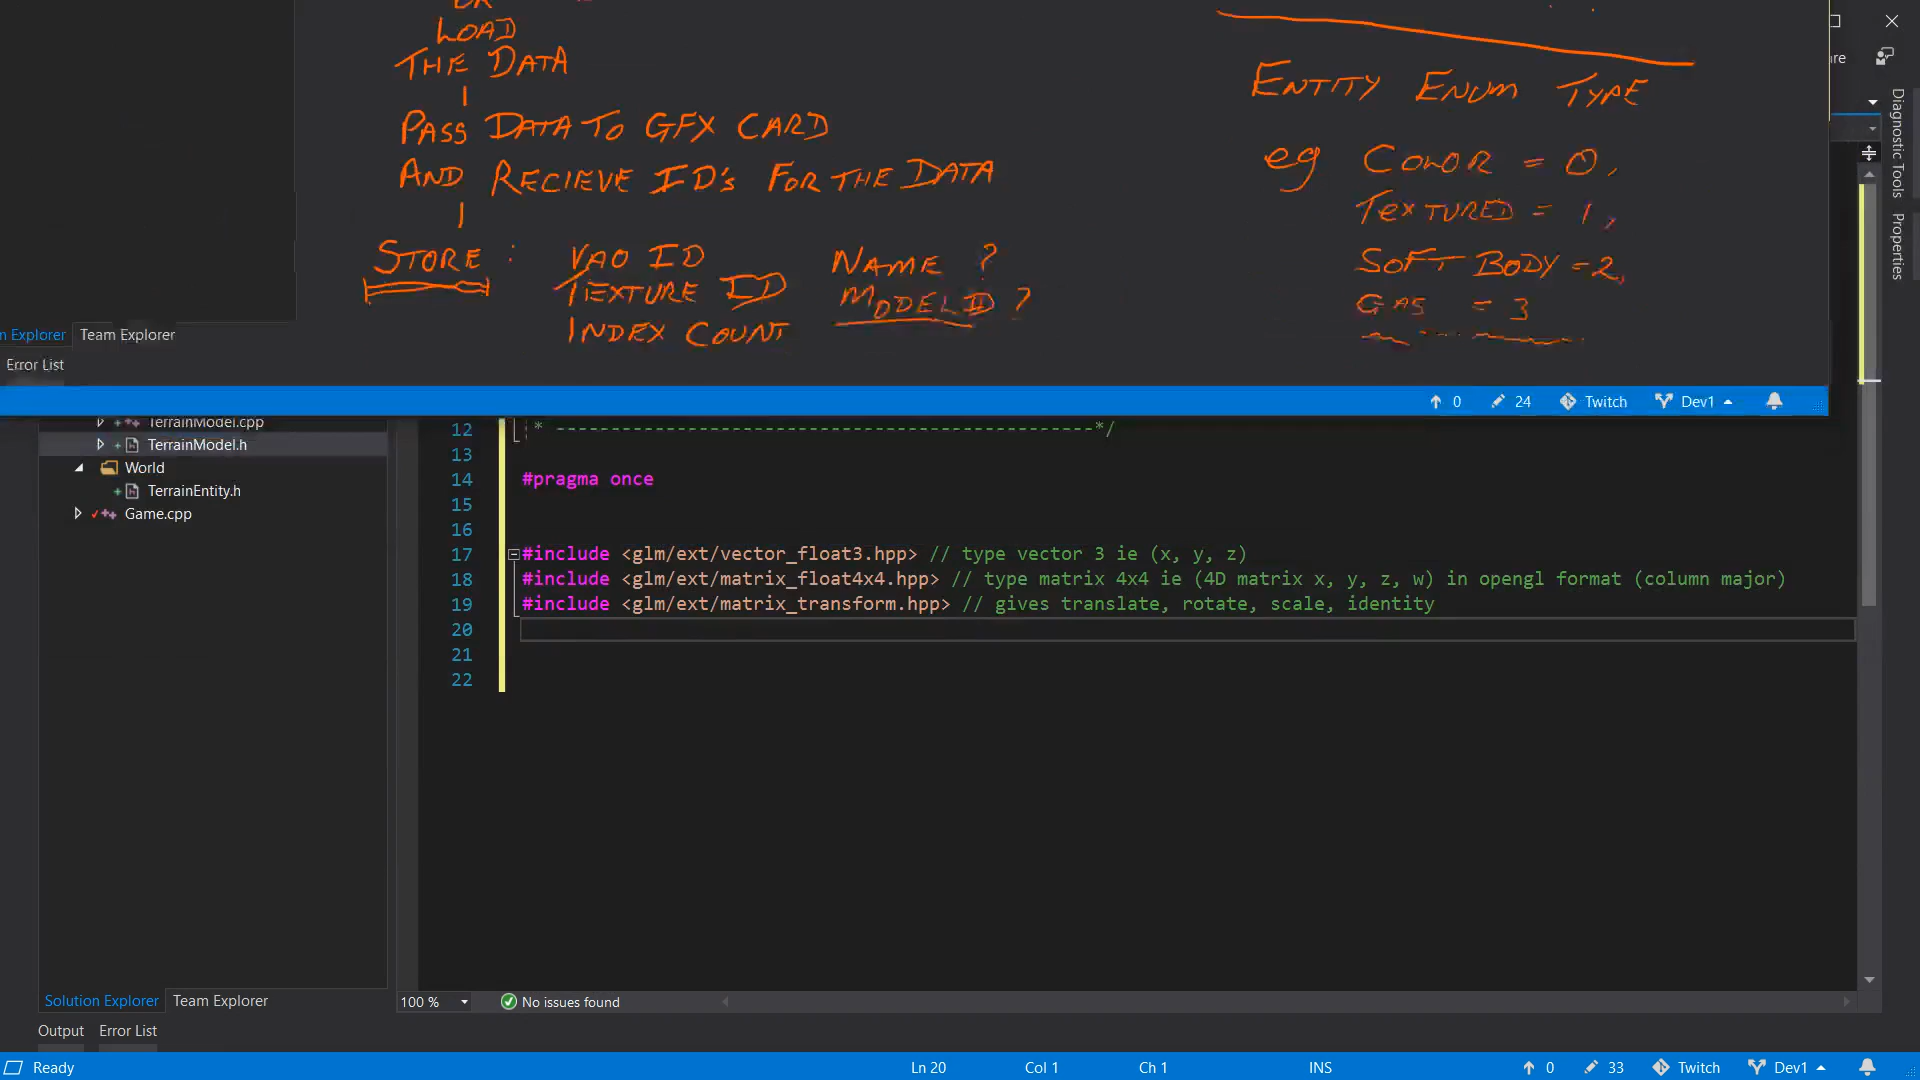 LOAD
THE DATA
PASS DATA TO GFX CARD
AND RECIEVE ID's FOR THE DATA
STORE : VAO ID NAME ?
TEXTURE ID MODEL ID ?
INDEX COUNT
ENTITY ENUM TYPE
eg COLOR = 0,
TEXTURED = 1,
SOFT BODY = 2,
GAS = 3
re
Diagnostic Tools
Properties
n Explorer Team Explorer
Error List
0 24 Twitch Dev1
TerrainModel.cpp
TerrainModel.h
World
TerrainEntity.h
Game.cpp
12 * -------------------------------------------------*/
13
14 #pragma once
15
16
17 #include <glm/ext/vector_float3.hpp> // type vector 3 ie (x, y, z)
18 #include <glm/ext/matrix_float4x4.hpp> // type matrix 4x4 ie (4D matrix x, y, z, w) in opengl format (column major)
19 #include <glm/ext/matrix_transform.hpp> // gives translate, rotate, scale, identity
20
21
22
Solution Explorer Team Explorer
100 % No issues found
Output Error List
Ready Ln 20 Col 1 Ch 1 INS 0 33 Twitch Dev1